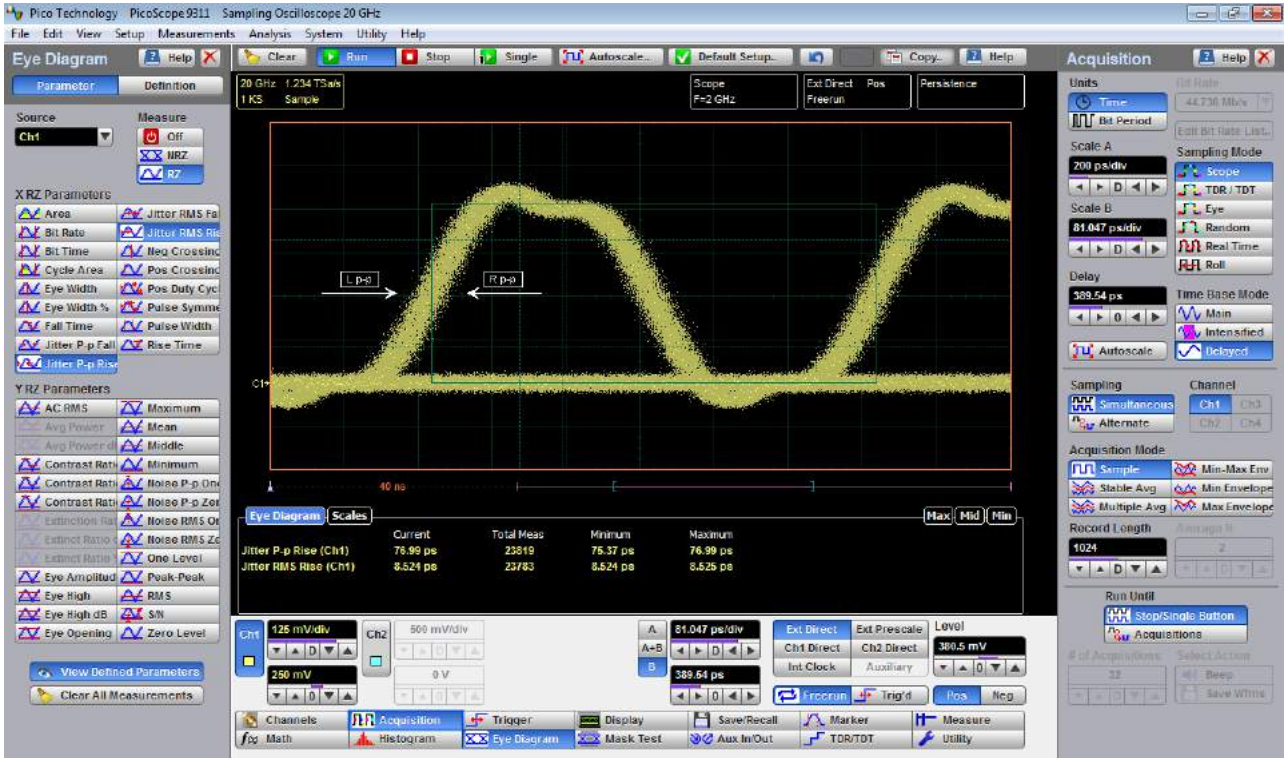 Pico Technology PicoScope 9311 Sampling Oscilloscope 20 GHz
File Edit View Setup Measurements Analysis System Utility Help
Eye Diagram Help
Parameter Definition
Source Measure
Ch1 Off
NRZ
RZ
X RZ Parameters
Area Jitter RMS Fal
Bit Rate Jitter RMS Ris
Bit Time Neg Crossing
Cycle Area Pos Crossing
Eye Width Pos Duty Cycl
Eye Width % Pulse Symme
Fall Time Pulse Width
Jitter P-p Fall Rise Time
Jitter P-p Rise
Y RZ Parameters
AC RMS Maximum
Avg Power Mean
Avg Power dB Middle
Contrast Rati Minimum
Contrast Rati Noise P-p One
Contrast Rati Noise P-p Zer
Extinction Rat Noise RMS On
Extinct Ratio Noise RMS Ze
Extinct Ratio One Level
Eye Amplitud Peak-Peak
Eye High RMS
Eye High dB S/N
Eye Opening Zero Level
View Defined Parameters
Clear All Measurements
Clear Run Stop Single Autoscale... Default Setup... Copy... Help
20 GHz 1.234 TSa/s
1 KS Sample
Scope
F=2 GHz
Ext Direct Pos
Freerun
Persistence
L p-p R p-p
C1
40 ns
Eye Diagram Scales Max Mid Min
Current Total Meas Minimum Maximum
Jitter P-p Rise (Ch1) 76.99 ps 23819 75.37 ps 76.99 ps
Jitter RMS Rise (Ch1) 8.524 ps 23783 8.524 ps 8.525 ps
Ch1 125 mV/div Ch2 500 mV/div A 81.047 ps/div Ext Direct Ext Prescale Level
D A+B D Ch1 Direct Ch2 Direct 380.5 mV
250 mV 0 V B 389.54 ps Int Clock Auxiliary 0
0 0 Freerun Trig'd Pos Neg
Channels Acquisition Trigger Display Save/Recall Marker Measure
Math Histogram Eye Diagram Mask Test Aux In/Out TDR/TDT Utility
Acquisition Help
Units Bit Rate
Time 44.736 Mb/s
Bit Period Edit Bit Rate List...
Scale A Sampling Mode
200 ps/div Scope
D TDR / TDT
Scale B Eye
81.047 ps/div Random
D Real Time
Delay Roll
389.54 ps Time Base Mode
0 Main
Intensified
Autoscale Delayed
Sampling Channel
Simultaneous Ch1 Ch3
Alternate Ch2 Ch4
Acquisition Mode
Sample Min-Max Env
Stable Avg Min Envelope
Multiple Avg Max Envelope
Record Length Average N
1024 2
D
Run Until
Stop/Single Button
Acquisitions
# of Acquisitions Select Action
32 Beep
Save Wfms